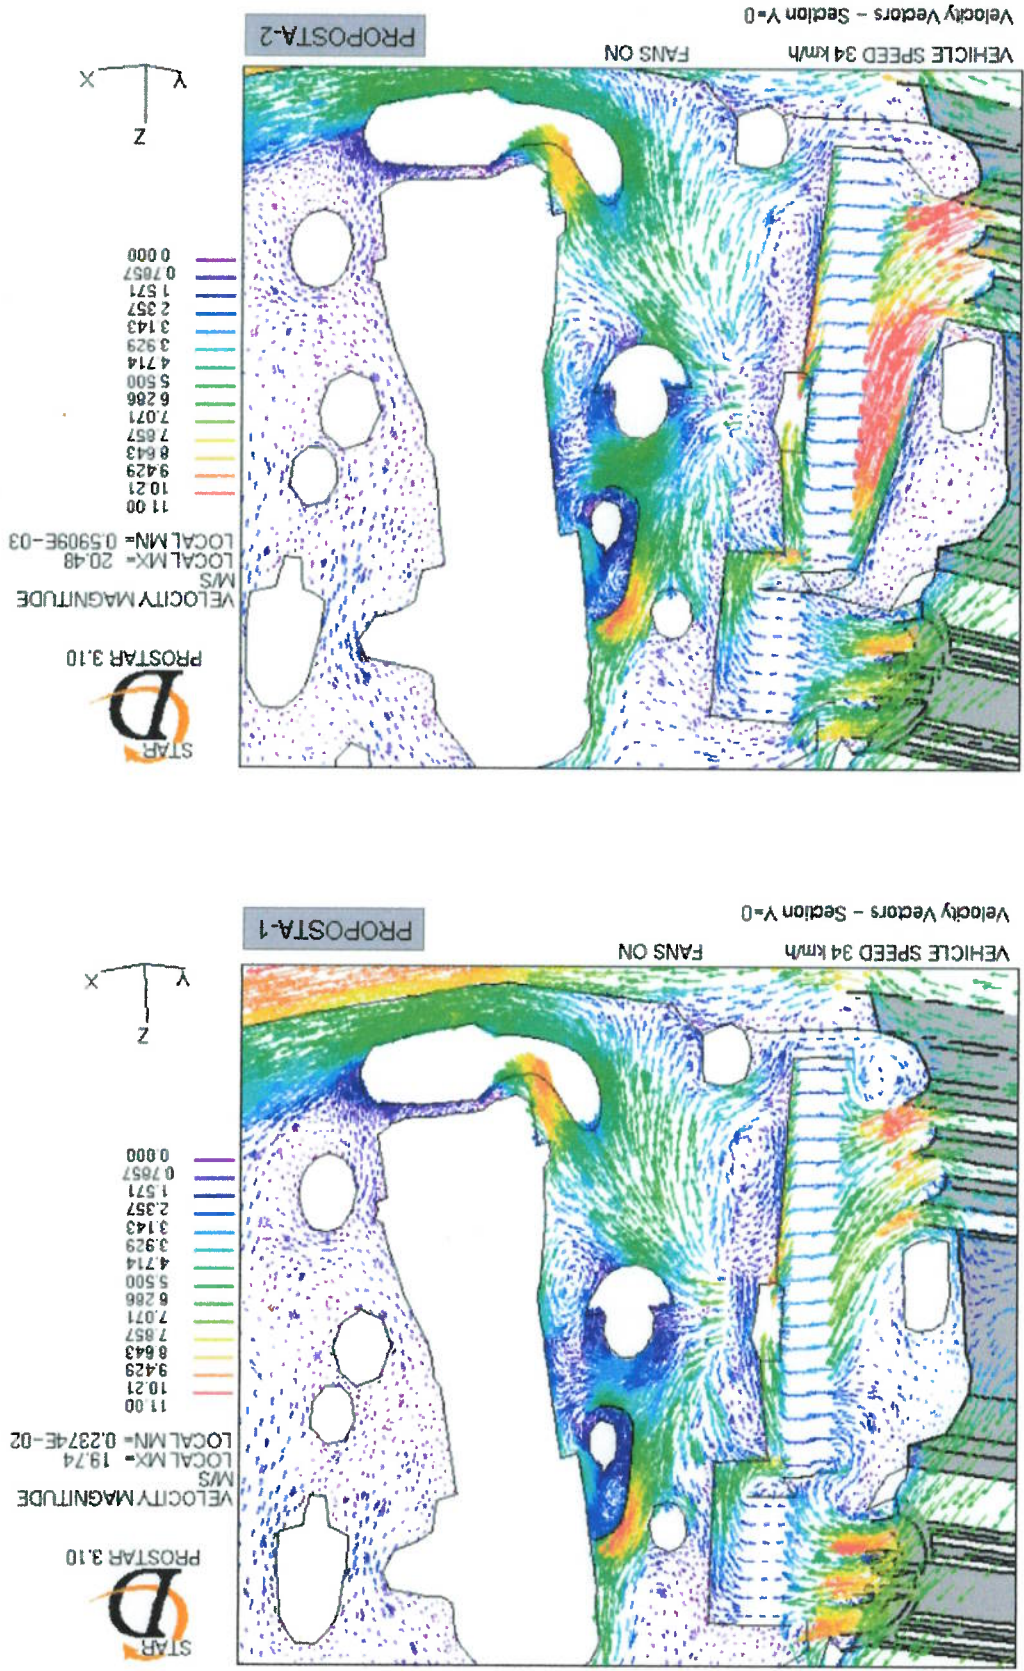 STAR
D
PROSTAR 3.10
VELOCITY MAGNITUDE
M/S
LOCAL MX= 19.74
LOCAL MN= 0.2374E-02
11.00
10.21
9.429
8.643
7.857
7.071
6.286
5.500
4.714
3.929
3.143
2.357
1.571
0.7857
0.000
Z
Y X
VEHICLE SPEED 34 km/h FANS ON
Velocity Vectors – Section Y=0
PROPOSTA-1
STAR
D
PROSTAR 3.10
VELOCITY MAGNITUDE
M/S
LOCAL MX= 20.48
LOCAL MN= 0.5909E-03
11.00
10.21
9.429
8.643
7.857
7.071
6.286
5.500
4.714
3.929
3.143
2.357
1.571
0.7857
0.000
Z
Y X
VEHICLE SPEED 34 km/h FANS ON
Velocity Vectors – Section Y=0
PROPOSTA-2